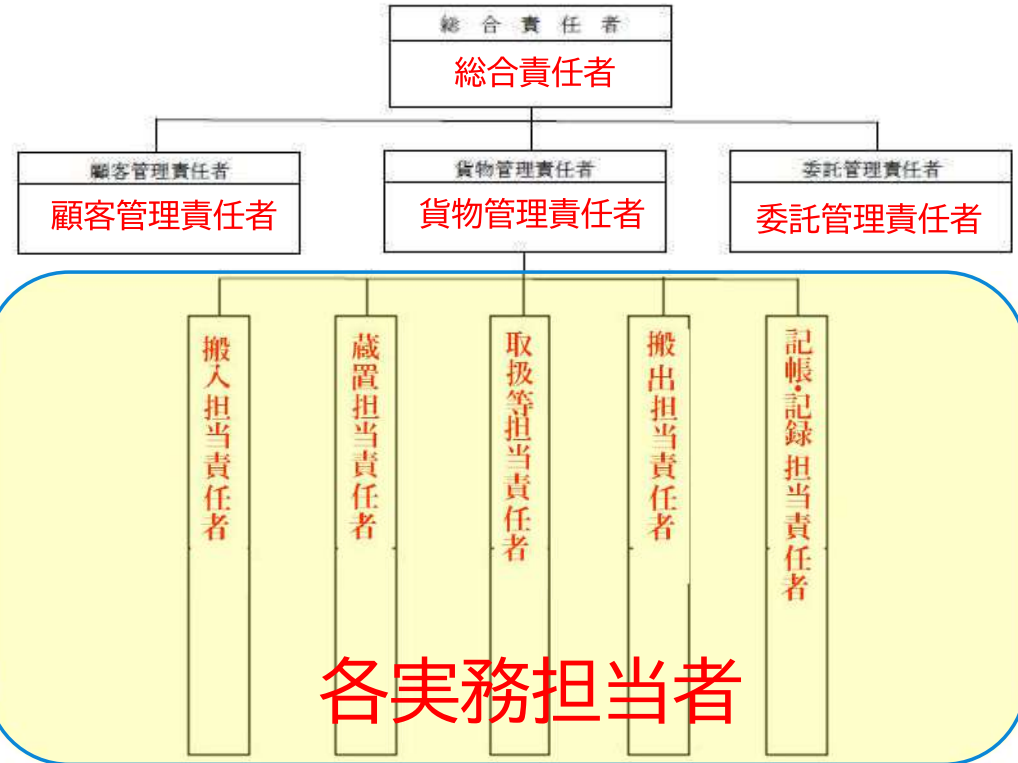 総合責任者
総合責任者
顧客管理責任者
顧客管理責任者
貨物管理責任者
貨物管理責任者
委託管理責任者
委託管理責任者
搬入担当責任者
蔵置担当責任者
取扱等担当責任者
搬出担当責任者
記帳・記録担当責任者
各実務担当者